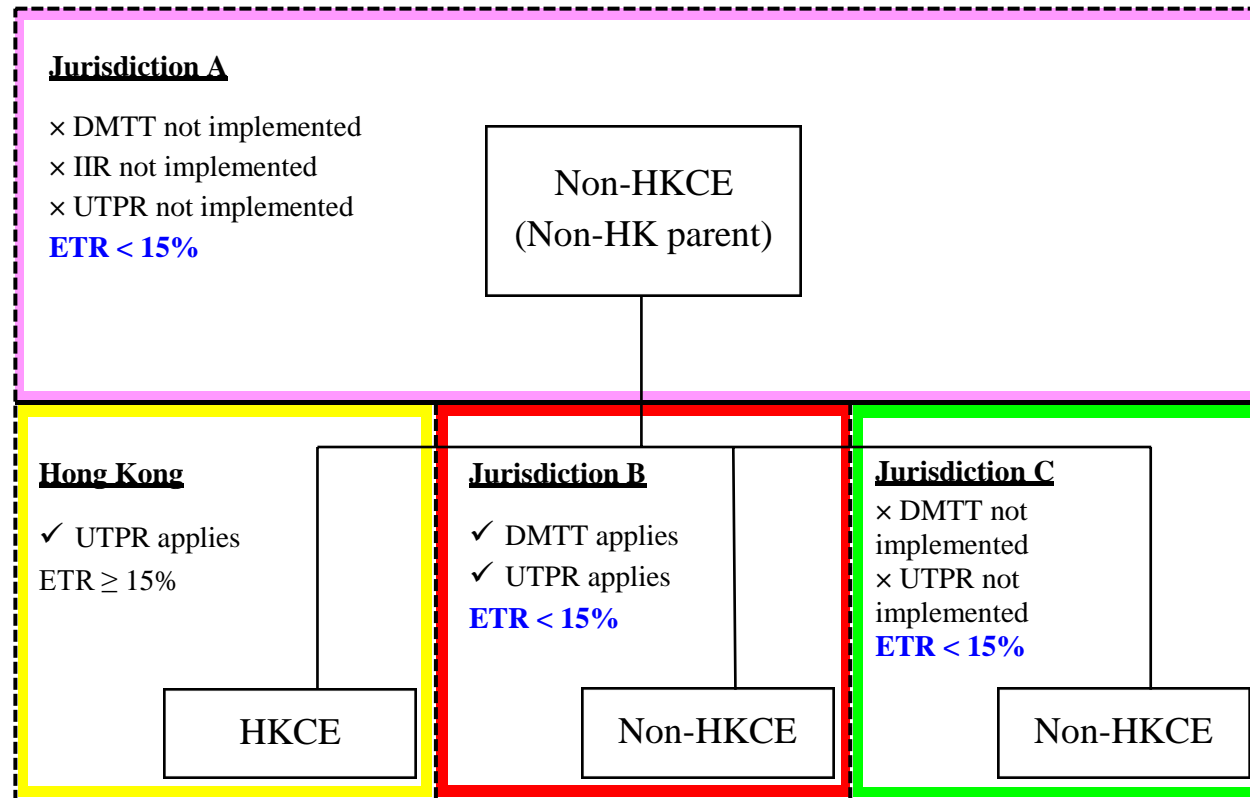 Jurisdiction A
× DMTT not implemented
× IIR not implemented
× UTPR not implemented
ETR < 15%
Non-HKCE
(Non-HK parent)
Hong Kong
✓ UTPR applies
ETR ≥ 15%
HKCE
Jurisdiction B
✓ DMTT applies
✓ UTPR applies
ETR < 15%
Non-HKCE
Jurisdiction C
× DMTT not
implemented
× UTPR not
implemented
ETR < 15%
Non-HKCE